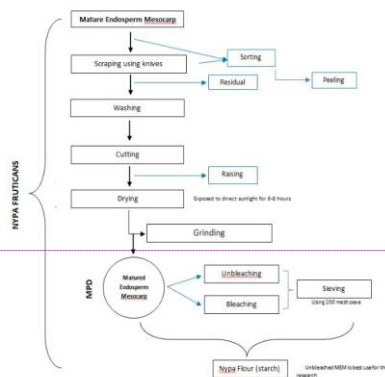 Mature Endosperm Mesocarp
Sorting
Scraping using knives
Residual
Peeling
Washing
Cutting
Raising
Drying
Exposed to direct sunlight for 8-8 hours
Grinding
NYPA FRUTICANS
MPD
Matured
Endosperm
Mesocarp
Unbleaching
Bleaching
Sieving
Using 200 mesh sieve
Nypa Flour (starch)
Unbleached MEM is best use for the
research